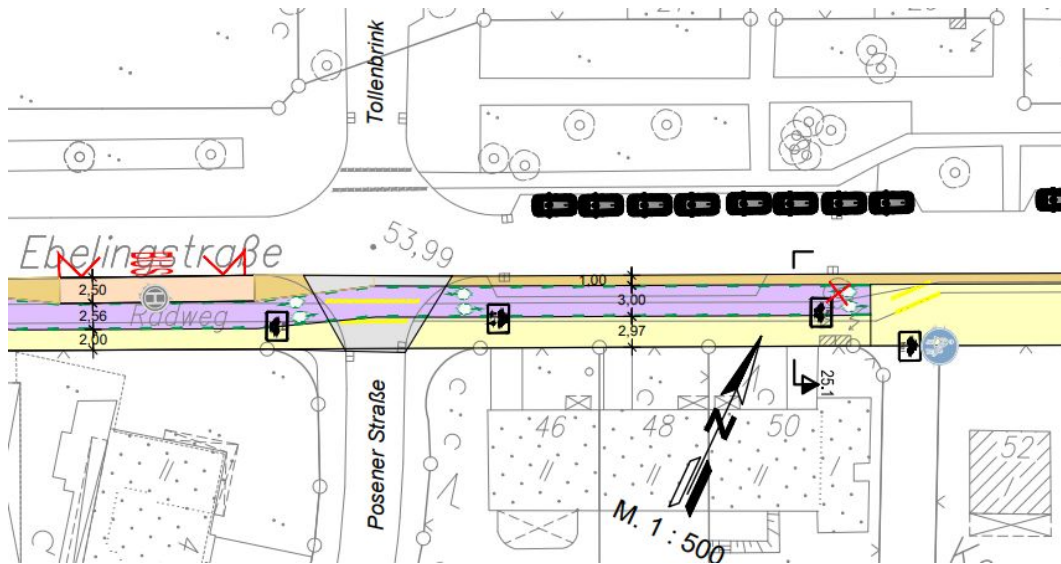 Tollenbrink
Ebelingstraße
53,99
2,50
2,56
2,00
Radweg
1,00
3,00
2,97
Posener Straße
46
48
50
52
25.1
N
M. 1 : 500